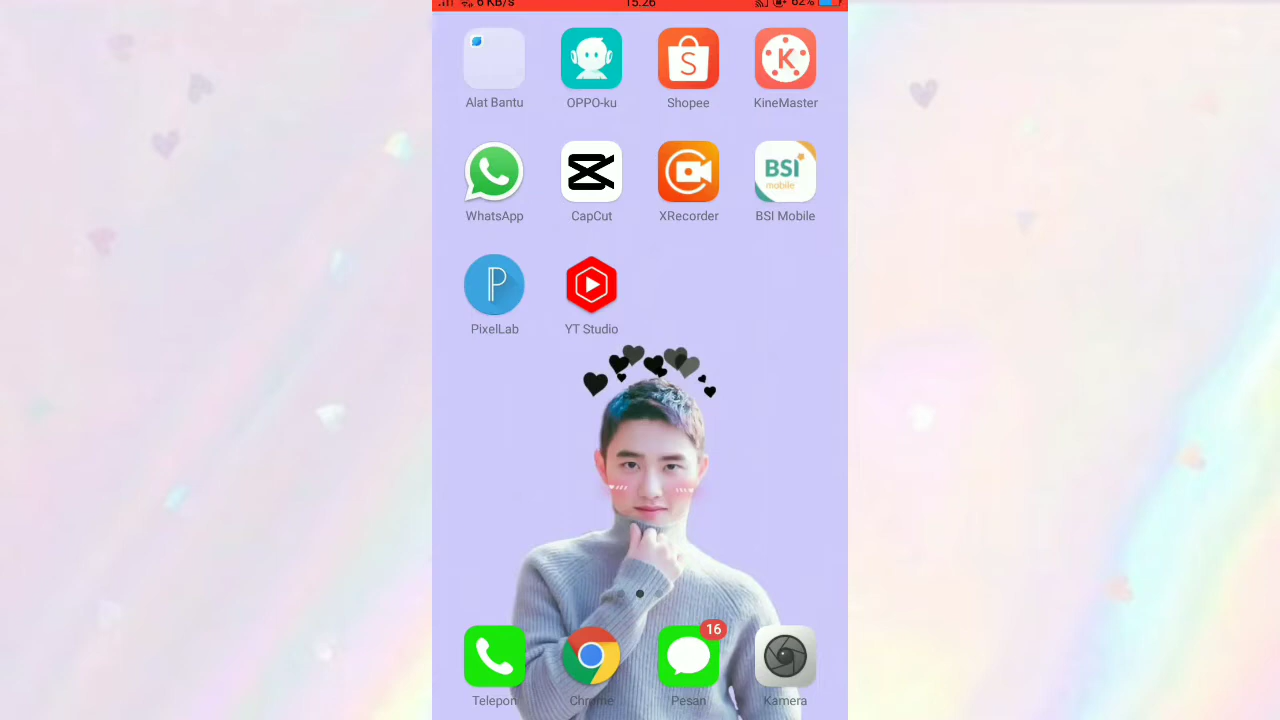 6 KB/s 15.26 62%
Alat Bantu OPPO-ku Shopee KineMaster
BSI
mobile
WhatsApp CapCut XRecorder BSI Mobile
PixelLab YT Studio
16
Telepon Chrome Pesan Kamera